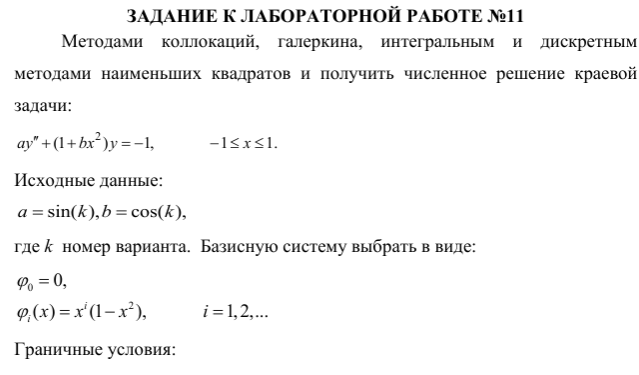 ЗАДАНИЕ К ЛАБОРАТОРНОЙ РАБОТЕ №11
Методами коллокаций, галеркина, интегральным и дискретным
методами наименьших квадратов и получить численное решение краевой
задачи:
ay″ + (1 + bx²)y = −1, −1 ≤ x ≤ 1.
Исходные данные:
a = sin(k), b = cos(k),
где k номер варианта. Базисную систему выбрать в виде:
φ₀ = 0,
φᵢ(x) = xⁱ(1 − x²), i = 1, 2, ...
Граничные условия: